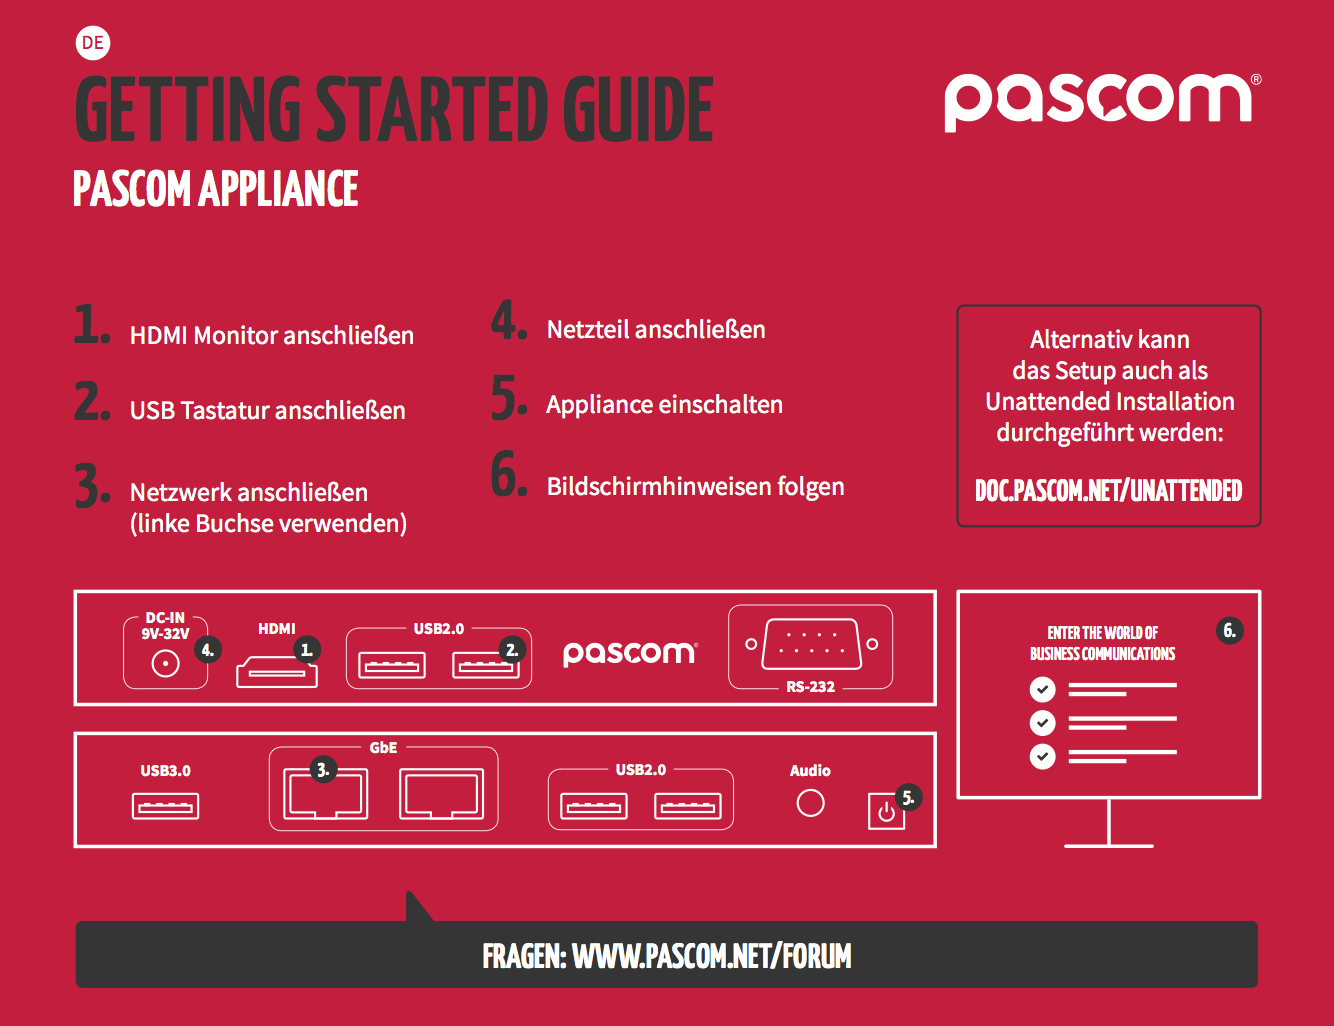 DE
GETTING STARTED GUIDE
pascom®
PASCOM APPLIANCE
1. HDMI Monitor anschließen
2. USB Tastatur anschließen
3. Netzwerk anschließen
(linke Buchse verwenden)
4. Netzteil anschließen
5. Appliance einschalten
6. Bildschirmhinweisen folgen
Alternativ kann
das Setup auch als
Unattended Installation
durchgeführt werden:
DOC.PASCOM.NET/UNATTENDED
DC-IN
9V-32V
4.
HDMI
1.
USB2.0
2.
pascom®
RS-232
USB3.0
GbE
3.
USB2.0
Audio
5.
6.
ENTER THE WORLD OF
BUSINESS COMMUNICATIONS
FRAGEN: WWW.PASCOM.NET/FORUM